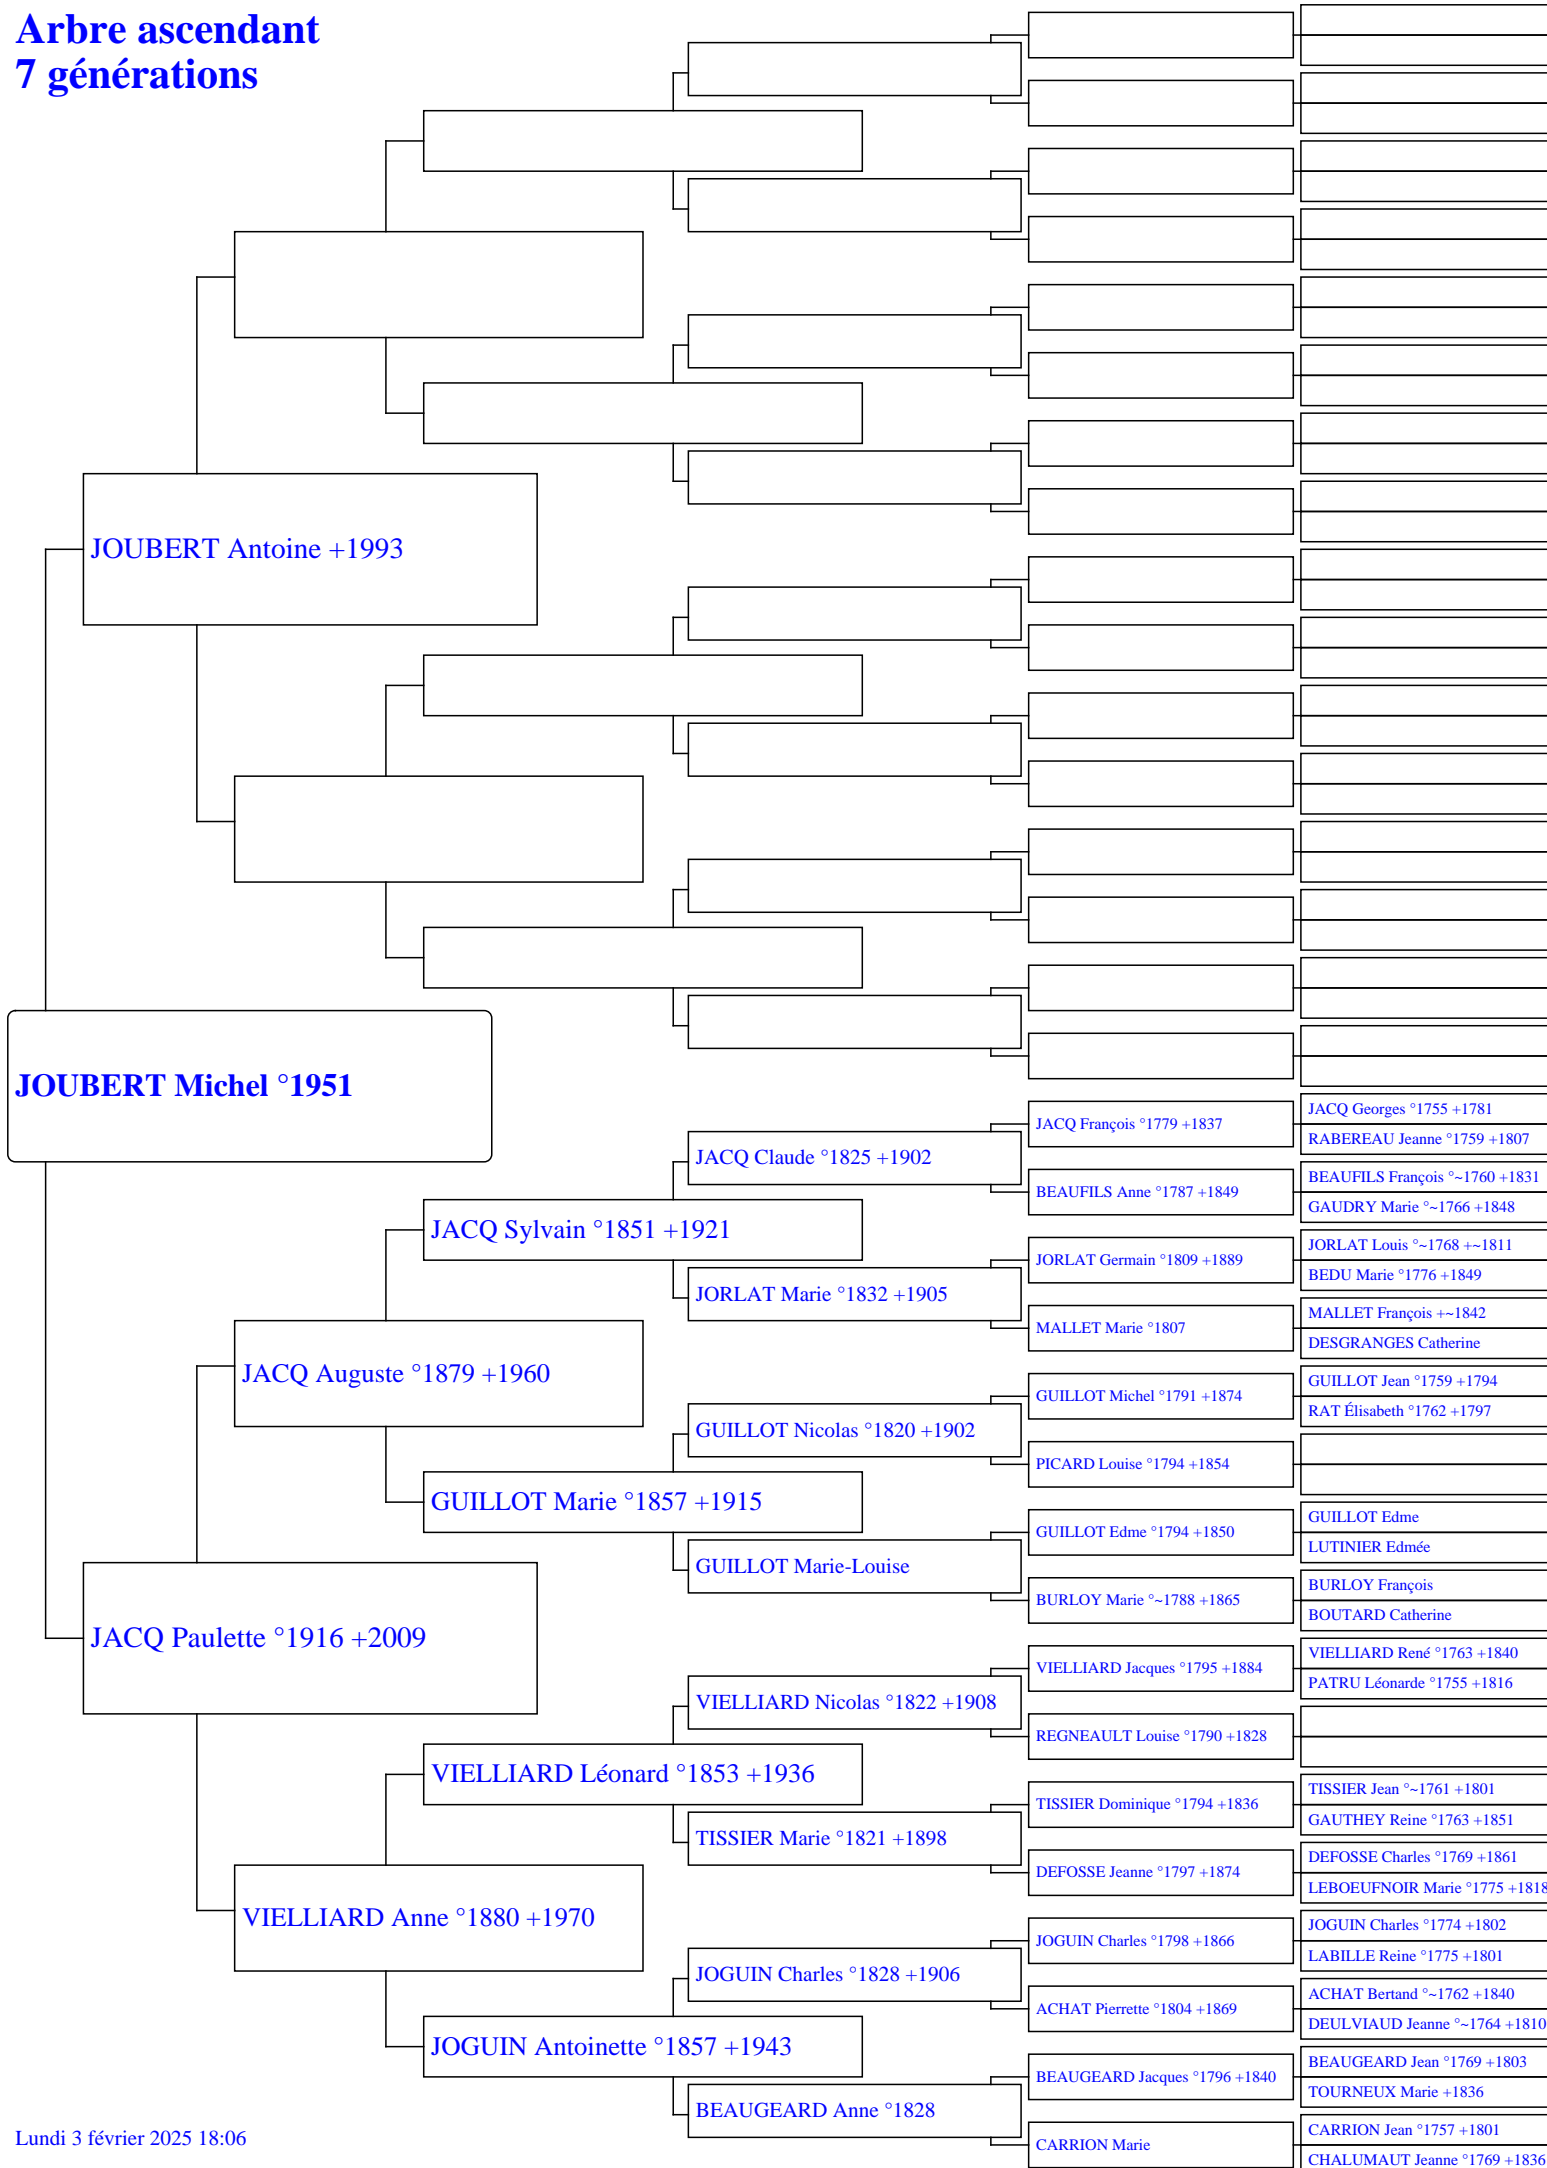 Arbre ascendant
7 générations
JOUBERT Antoine +1993
JOUBERT Michel °1951
JACQ Paulette °1916 +2009
JACQ Auguste °1879 +1960
VIELLIARD Anne °1880 +1970
JACQ Sylvain °1851 +1921
GUILLOT Marie °1857 +1915
VIELLIARD Léonard °1853 +1936
JOGUIN Antoinette °1857 +1943
JACQ Claude °1825 +1902
JORLAT Marie °1832 +1905
GUILLOT Nicolas °1820 +1902
GUILLOT Marie-Louise
VIELLIARD Nicolas °1822 +1908
TISSIER Marie °1821 +1898
JOGUIN Charles °1828 +1906
BEAUGEARD Anne °1828
JACQ François °1779 +1837
BEAUFILS Anne °1787 +1849
JORLAT Germain °1809 +1889
MALLET Marie °1807
GUILLOT Michel °1791 +1874
PICARD Louise °1794 +1854
GUILLOT Edme °1794 +1850
BURLOY Marie °~1788 +1865
VIELLIARD Jacques °1795 +1884
REGNEAULT Louise °1790 +1828
TISSIER Dominique °1794 +1836
DEFOSSE Jeanne °1797 +1874
JOGUIN Charles °1798 +1866
ACHAT Pierrette °1804 +1869
BEAUGEARD Jacques °1796 +1840
CARRION Marie
JACQ Georges °1755 +1781
RABEREAU Jeanne °1759 +1807
BEAUFILS François °~1760 +1831
GAUDRY Marie °~1766 +1848
JORLAT Louis °~1768 +~1811
BEDU Marie °1776 +1849
MALLET François +~1842
DESGRANGES Catherine
GUILLOT Jean °1759 +1794
RAT Élisabeth °1762 +1797
GUILLOT Edme
LUTINIER Edmée
BURLOY François
BOUTARD Catherine
VIELLIARD René °1763 +1840
PATRU Léonarde °1755 +1816
TISSIER Jean °~1761 +1801
GAUTHEY Reine °1763 +1851
DEFOSSE Charles °1769 +1861
LEBOEUFNOIR Marie °1775 +1818
JOGUIN Charles °1774 +1802
LABILLE Reine °1775 +1801
ACHAT Bertand °~1762 +1840
DEULVIAUD Jeanne °~1764 +1810
BEAUGEARD Jean °1769 +1803
TOURNEUX Marie +1836
CARRION Jean °1757 +1801
CHALUMAUT Jeanne °1769 +1836
Lundi 3 février 2025 18:06